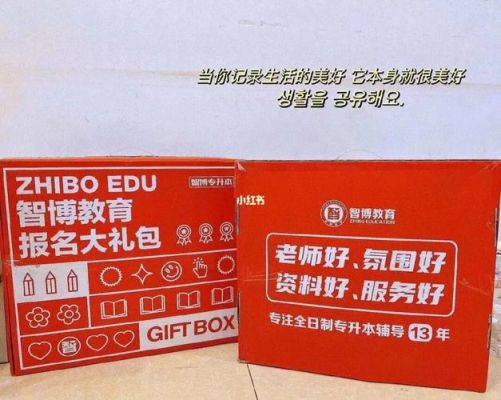 当你记录生活的美好 它本身就很美好
생활을 공유해요.
ZHIBO EDU
智博专升本
智博教育
报名大礼包
GIFT BOX
小红书
智博教育
ZHIBO EDUCATION
老师好、氛围好
资料好、服务好
专注全日制专升本辅导13年